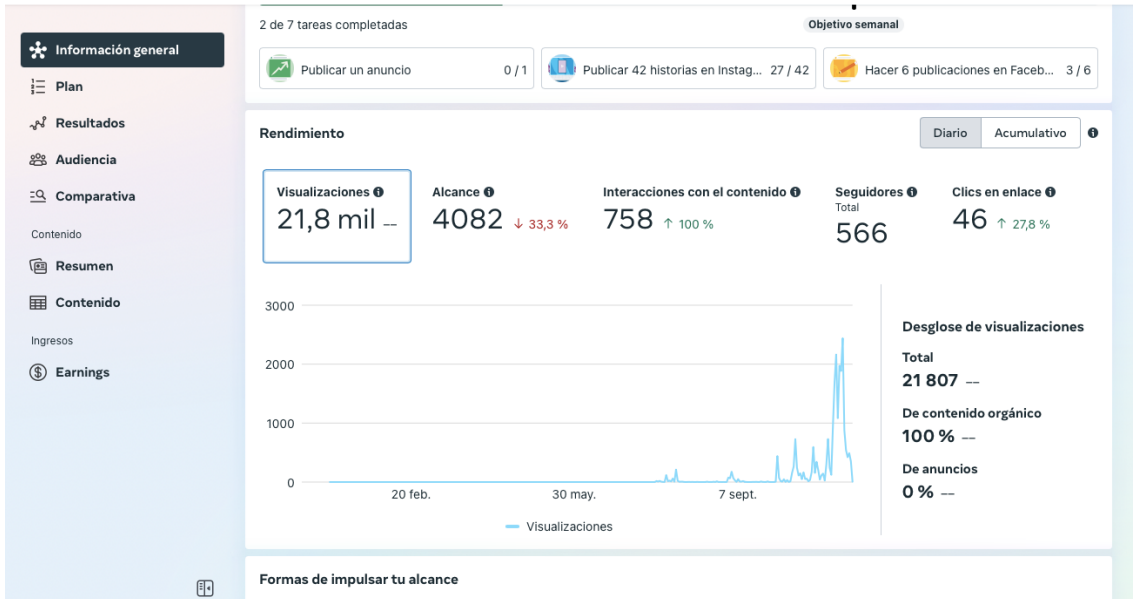 2 de 7 tareas completadas
Objetivo semanal
Publicar un anuncio 0 / 1
Publicar 42 historias en Instag... 27 / 42
Hacer 6 publicaciones en Faceb... 3 / 6
Información general
Plan
Resultados
Audiencia
Comparativa
Contenido
Resumen
Contenido
Ingresos
Earnings
Rendimiento
Diario Acumulativo
Visualizaciones
21,8 mil --
Alcance
4082 ↓ 33,3 %
Interacciones con el contenido
758 ↑ 100 %
Seguidores
Total
566
Clics en enlace
46 ↑ 27,8 %
3000
2000
1000
0
20 feb. 30 may. 7 sept.
Visualizaciones
Desglose de visualizaciones
Total
21 807 --
De contenido orgánico
100 % --
De anuncios
0 % --
Formas de impulsar tu alcance